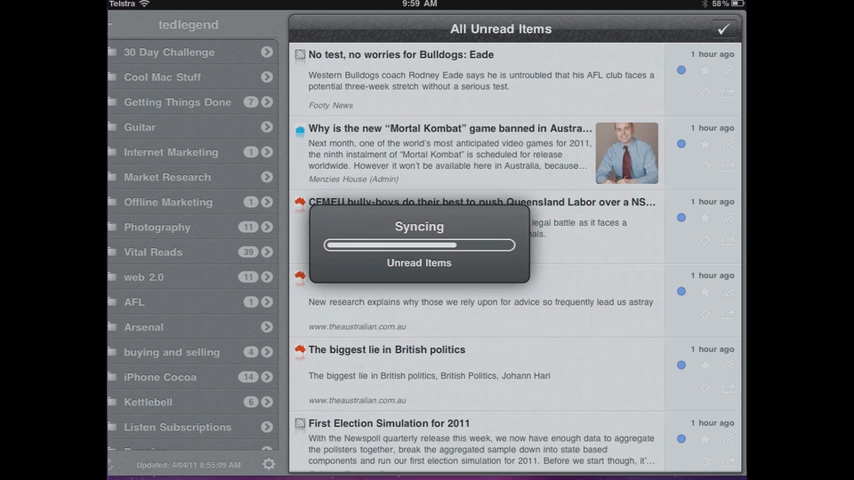 Telstra
9:59 AM
58%
tedlegend
30 Day Challenge
Cool Mac Stuff
Getting Things Done 7
Guitar
Internet Marketing 1
Market Research
Offline Marketing 1
Photography 11
Vital Reads 39
web 2.0 11
AFL 1
Arsenal
buying and selling 4
iPhone Cocoa 14
Kettlebell 6
Listen Subscriptions
Updated: 4/04/11 8:55:09 AM
All Unread Items
No test, no worries for Bulldogs: Eade
1 hour ago
Western Bulldogs coach Rodney Eade says he is untroubled that his AFL club faces a
potential three-week stretch without a serious test.
Footy News
Why is the new “Mortal Kombat” game banned in Austra...
1 hour ago
Next month, one of the world's most anticipated video games for 2011,
the ninth instalment of “Mortal Kombat” is scheduled for release
worldwide. However it won't be available here in Australia, because...
Menzies House (Admin)
CFMEU bully-boys do their best to push Queensland Labor over a NS...
1 hour ago
legal battle as it faces a
Syncing
Unread Items
1 hour ago
New research explains why those we rely upon for advice so frequently lead us astray
www.theaustralian.com.au
The biggest lie in British politics
1 hour ago
The biggest lie in British politics, British Politics, Johann Hari
www.theaustralian.com.au
First Election Simulation for 2011
1 hour ago
With the Newspoll quarterly release this week, we now have enough data to aggregate
the pollsters together, break the aggregated sample down into state based
components and run our first election simulation for 2011. Before we start though, it'...